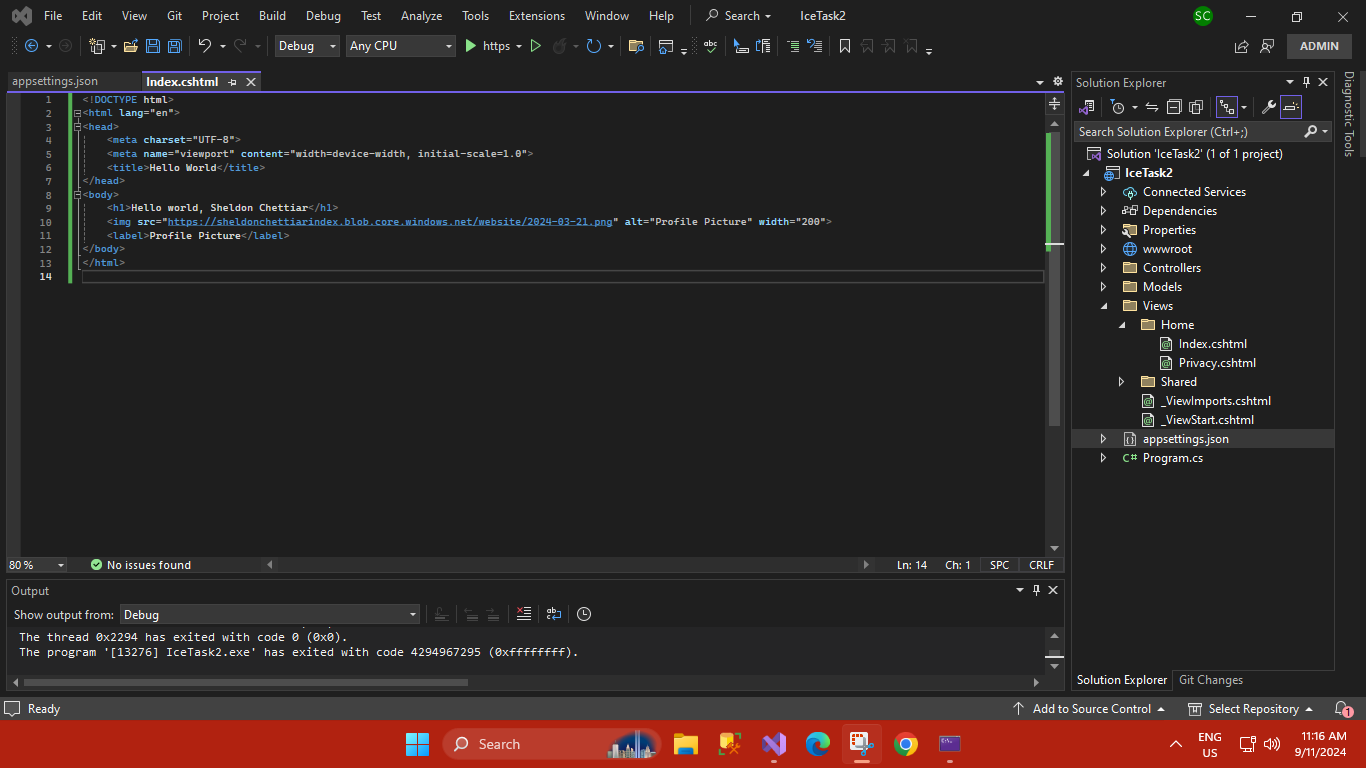 File Edit View Git Project Build Debug Test Analyze Tools Extensions Window Help Search IceTask2 SC
Debug Any CPU https ADMIN
appsettings.json Index.cshtml
1 <!DOCTYPE html>
2 <html lang="en">
3 <head>
4 <meta charset="UTF-8">
5 <meta name="viewport" content="width=device-width, initial-scale=1.0">
6 <title>Hello World</title>
7 </head>
8 <body>
9 <h1>Hello world, Sheldon Chettiar</h1>
10 <img src="https://sheldonchettiarindex.blob.core.windows.net/website/2024-03-21.png" alt="Profile Picture" width="200">
11 <label>Profile Picture</label>
12 </body>
13 </html>
14
80 % No issues found Ln: 14 Ch: 1 SPC CRLF
Output
Show output from: Debug
The thread 0x2294 has exited with code 0 (0x0).
The program '[13276] IceTask2.exe' has exited with code 4294967295 (0xffffffff).
Solution Explorer
Search Solution Explorer (Ctrl+;)
Solution 'IceTask2' (1 of 1 project)
IceTask2
Connected Services
Dependencies
Properties
wwwroot
Controllers
Models
Views
Home
Index.cshtml
Privacy.cshtml
Shared
_ViewImports.cshtml
_ViewStart.cshtml
appsettings.json
C# Program.cs
Solution Explorer Git Changes
Diagnostic Tools
Ready Add to Source Control Select Repository 1
Search
ENG
US
11:16 AM
9/11/2024